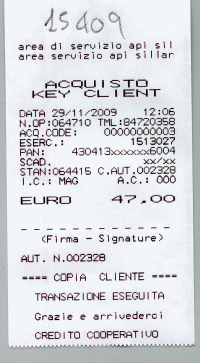 15409
area di servizio api sil
area servizio api sillar
ACQUISTO
KEY CLIENT
DATA 29/11/2009 12:06
N.OP:064710 TML:84720358
ACQ.CODE: 00000000003
ESERC.: 1513027
PAN: 430413xxxxxx6004
SCAD. xx/xx
STAN:064415 C.AUT.002328
I.C.: MAG A.C.: 000
EURO 47,00
(Firma - Signature)
AUT. N.002328
==== COPIA CLIENTE ====
TRANSAZIONE ESEGUITA
Grazie e arrivederci
CREDITO COOPERATIVO